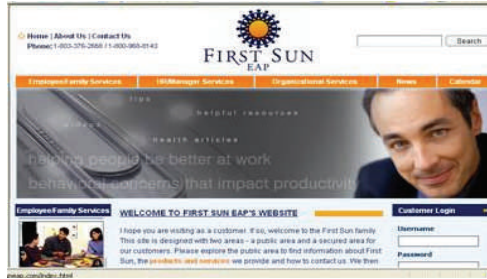 Home | About Us | Contact Us
Phone: 1-803-376-2668 / 1-800-968-8143
Search
FIRST SUN
EAP
Employee/Family Services
HR/Manager Services
Organizational Services
News
Calendar
tips
helpful resources
videos
health articles
helping people be better at work
behavioral concerns that impact productivity
Employee/Family Services
WELCOME TO FIRST SUN EAP'S WEBSITE
Customer Login
I hope you are visiting as a customer. If so, welcome to the First Sun family.
This site is designed with two areas - a public area and a secured area for
our customers. Please explore the public area to find information about First
Sun, the products and services we provide and how to contact us. We then
Username
Password